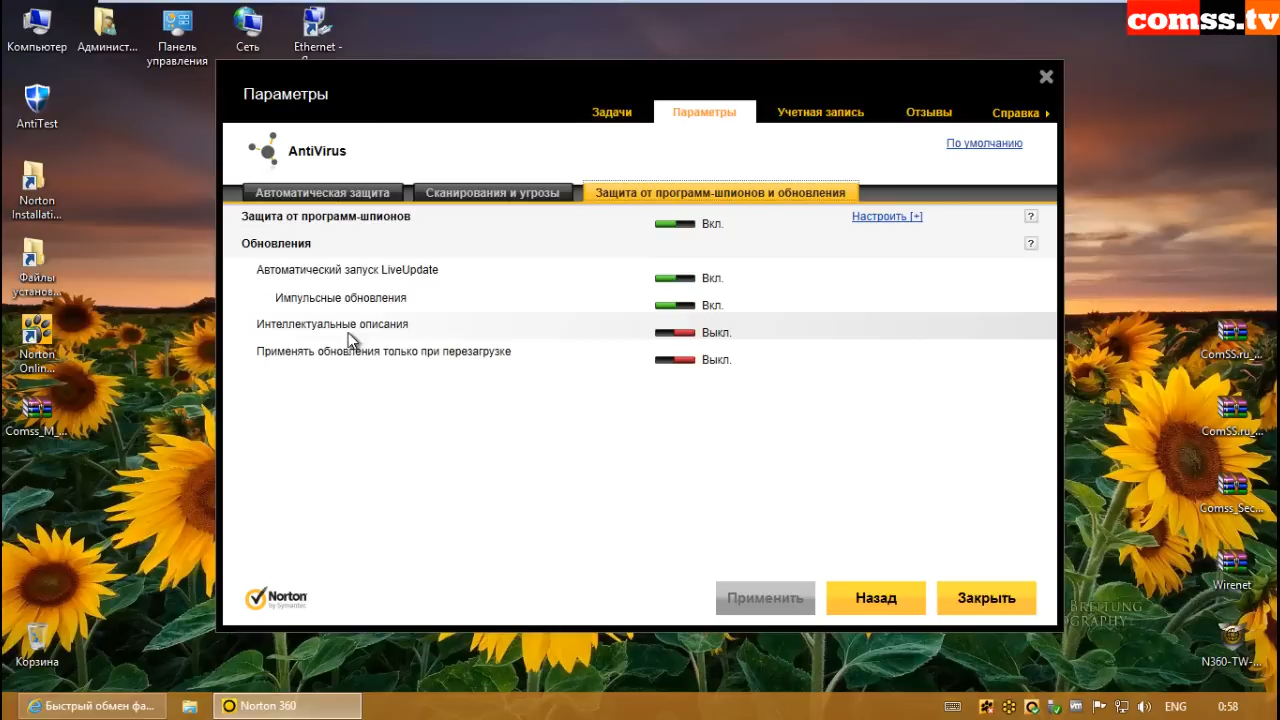 comss.tv
Компьютер
Админист...
Панель
управления
Сеть
Ethernet -
AntiTest
Norton
Installati...
Файлы
установ...
Norton
Onlin...
Comss_M_...
Корзина
Параметры
Задачи
Параметры
Учетная запись
Отзывы
Справка
AntiVirus
По умолчанию
Автоматическая защита
Сканирования и угрозы
Защита от программ-шпионов и обновления
Защита от программ-шпионов
Вкл.
Настроить [+]
?
Обновления
?
Автоматический запуск LiveUpdate
Вкл.
Импульсные обновления
Вкл.
Интеллектуальные описания
Выкл.
Применять обновления только при перезагрузке
Выкл.
Norton
by Symantec
Применить
Назад
Закрыть
ComSS.ru_...
ComSS.ru_...
Comss_Sec...
Wirenet
N360-TW-...
Быстрый обмен фа...
Norton 360
ENG
0:58